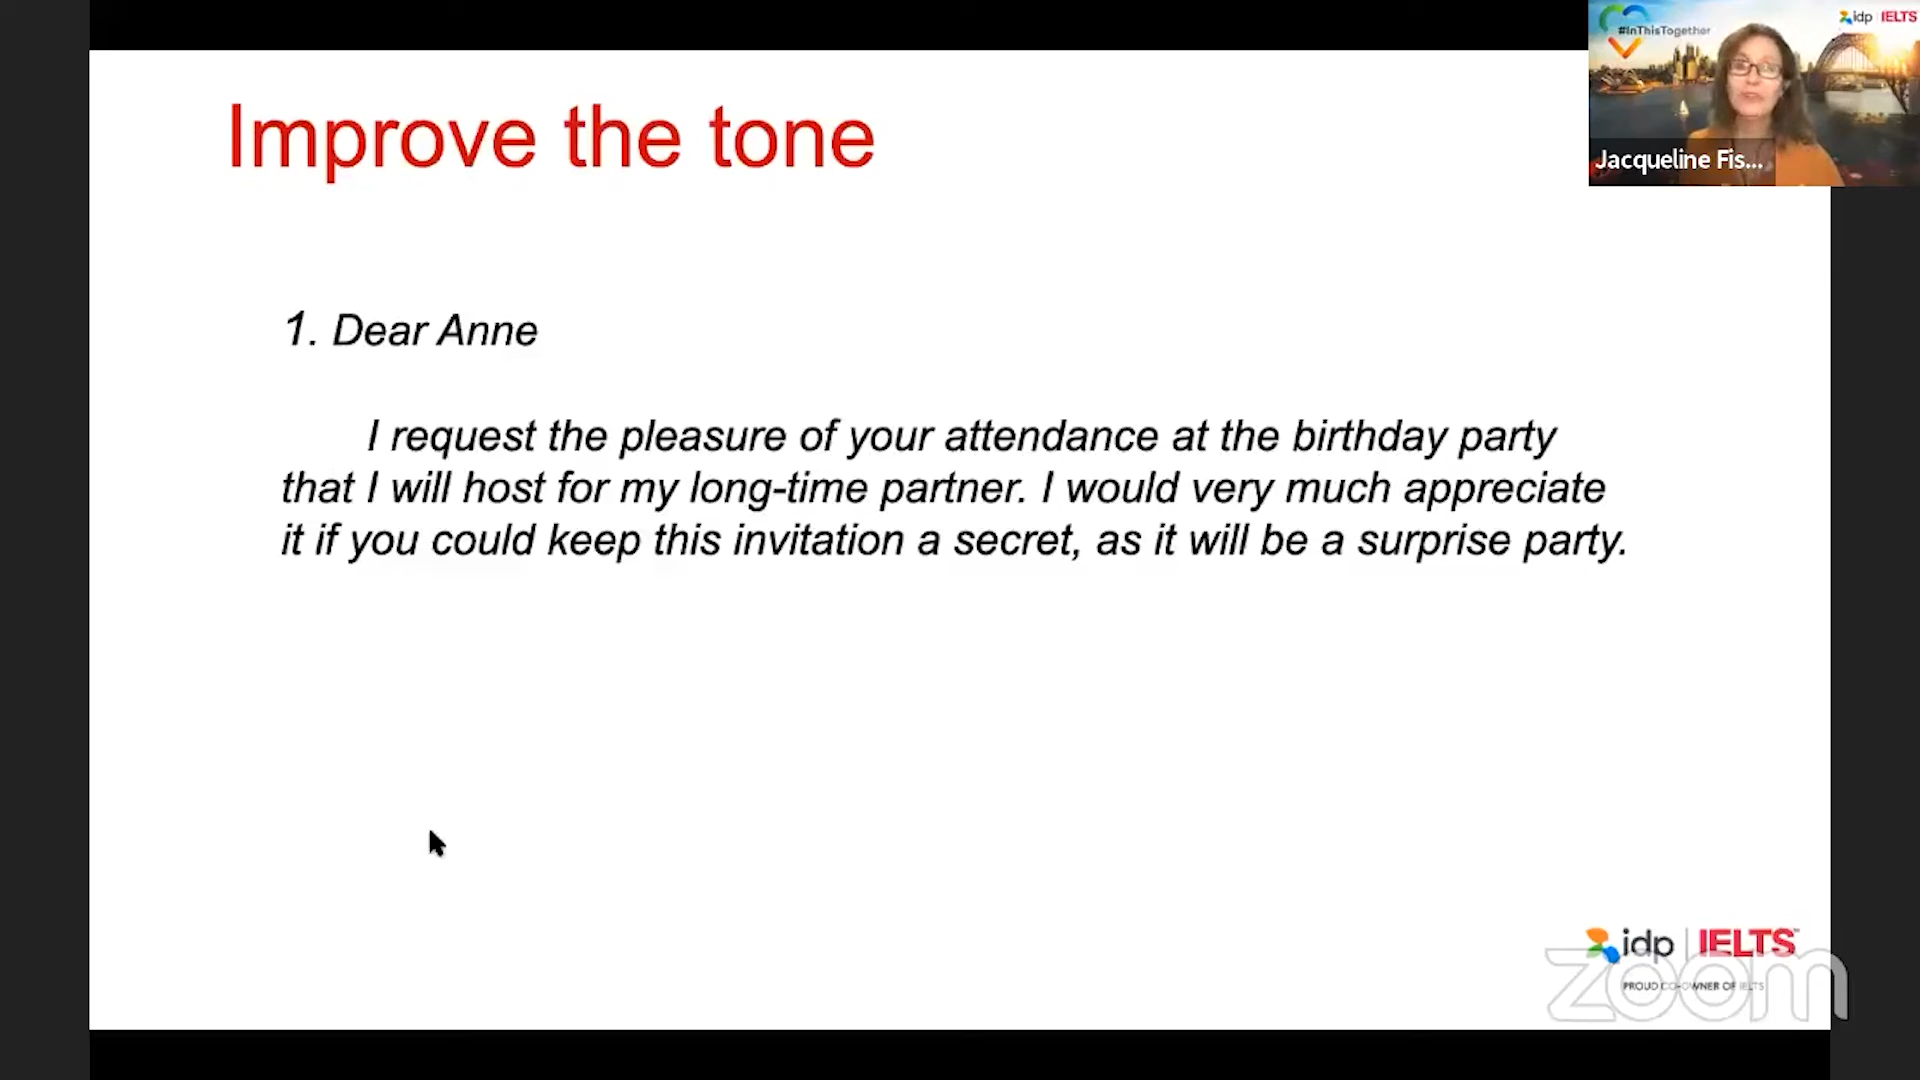 #InThisTogether
idp IELTS
Jacqueline Fis...
Improve the tone
1. Dear Anne
I request the pleasure of your attendance at the birthday party
that I will host for my long-time partner. I would very much appreciate
it if you could keep this invitation a secret, as it will be a surprise party.
idp IELTS
PROUD CO-OWNER OF IELTS
zoom